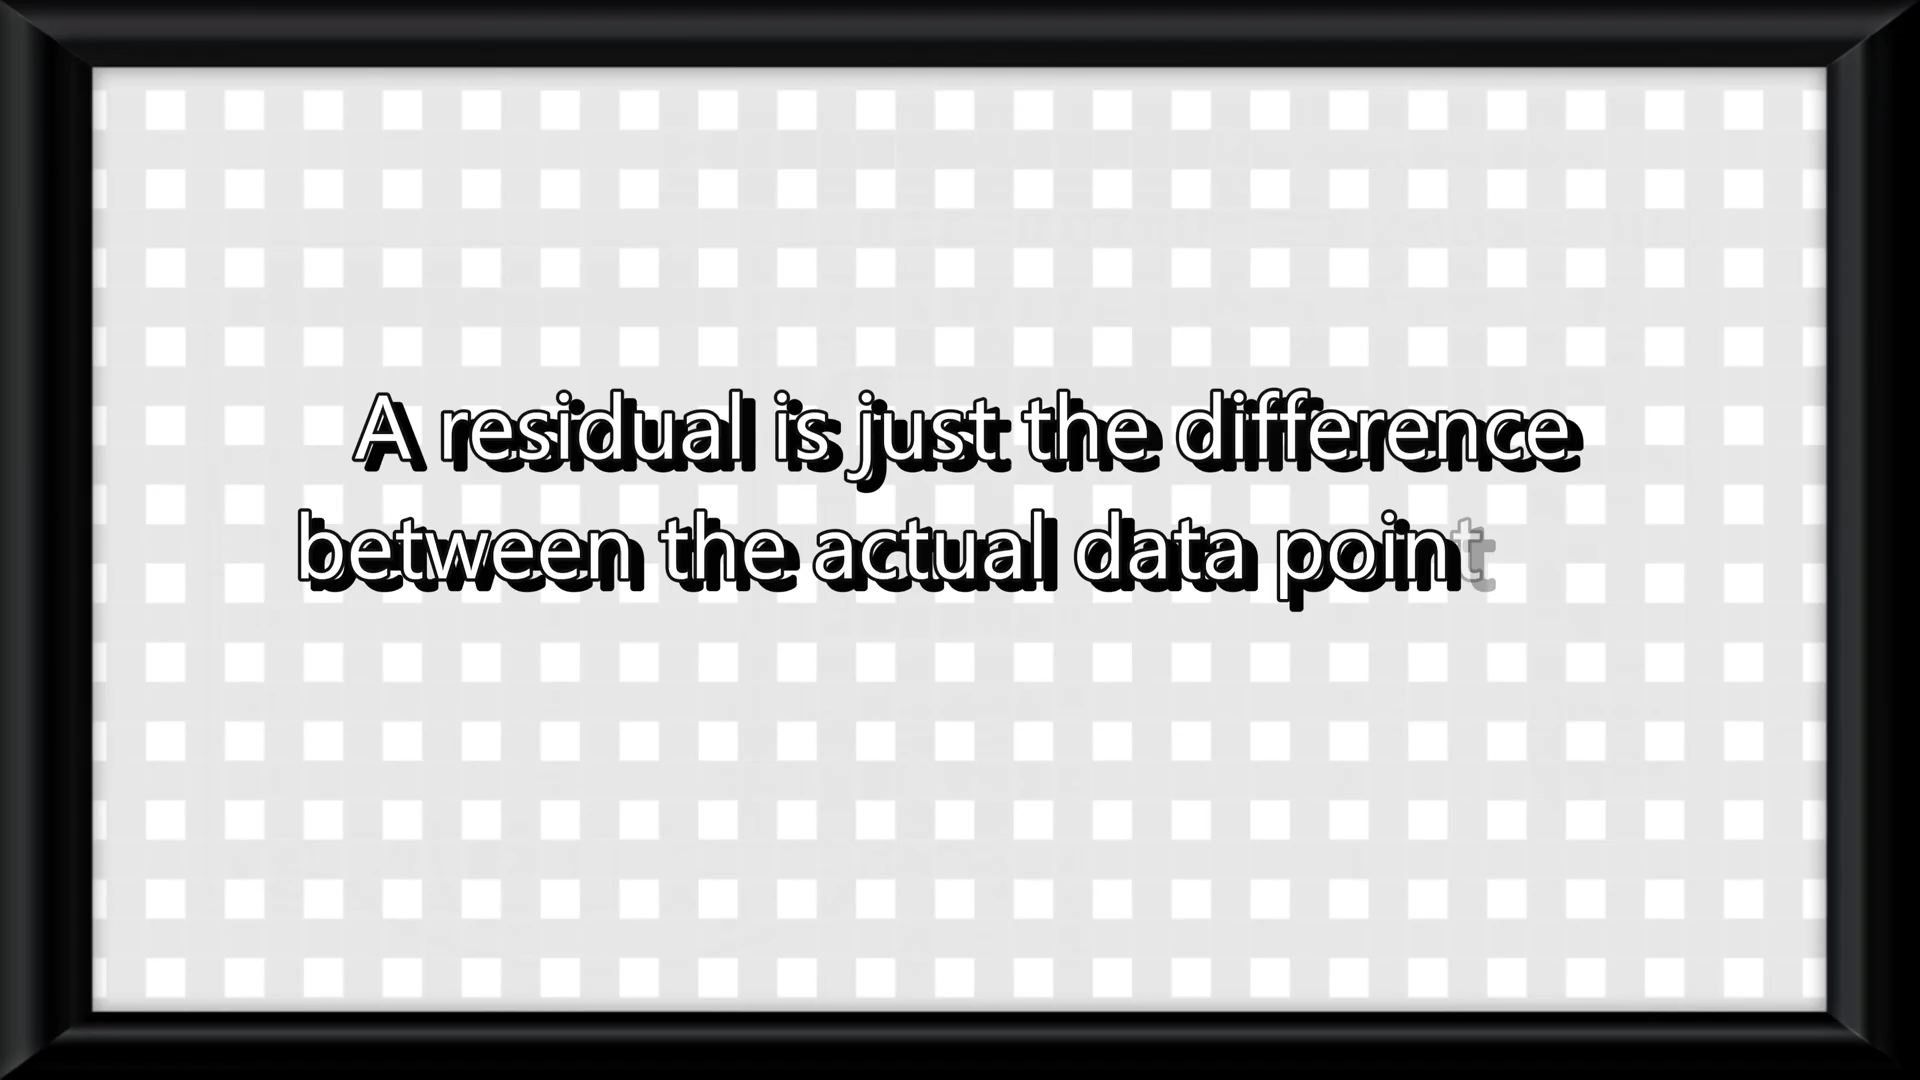 A residual is just the difference
between the actual data point